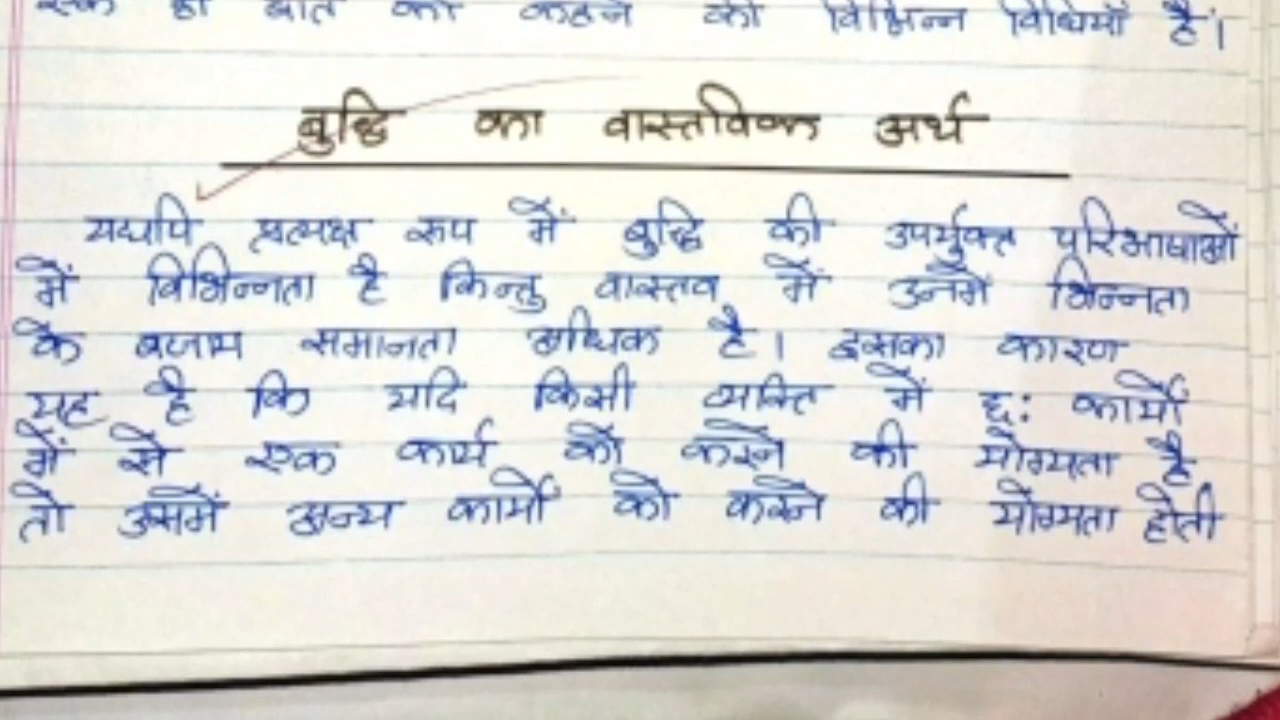 एक ही बात को कहने की विभिन्न विधियाँ हैं।
बुद्धि का वास्तविक अर्थ
यद्यपि प्रत्यक्ष रूप में बुद्धि की उपर्युक्त परिभाषाओं
में विभिन्नता है किन्तु वास्तव में उनमें भिन्नता
के बजाय समानता अधिक है। इसका कारण
यह है कि यदि किसी व्यक्ति में छ: कार्यों
में से एक कार्य को करने की योग्यता है
तो उसमें अन्य कार्यों को करने की योग्यता होती